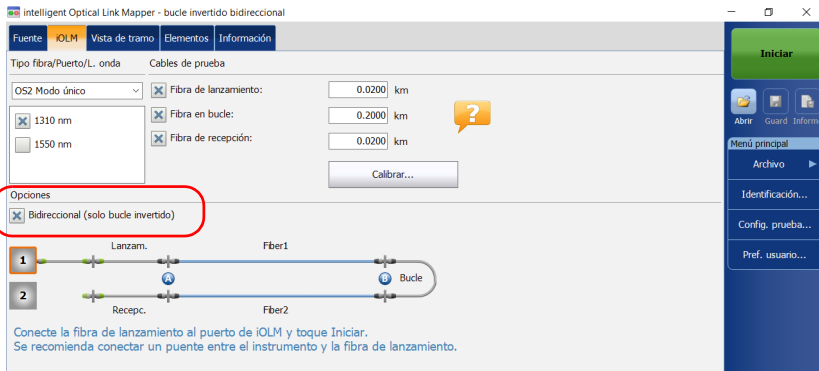 intelligent Optical Link Mapper - bucle invertido bidireccional
Fuente iOLM Vista de tramo Elementos Información
Tipo fibra/Puerto/L. onda Cables de prueba
OS2 Modo único
1310 nm
1550 nm
Fibra de lanzamiento: 0.0200 km
Fibra en bucle: 0.2000 km
Fibra de recepción: 0.0200 km
?
Calibrar...
Opciones
Bidireccional (solo bucle invertido)
Lanzam. Fiber1
1
A B Bucle
2
Recepc. Fiber2
Conecte la fibra de lanzamiento al puerto de iOLM y toque Iniciar.
Se recomienda conectar un puente entre el instrumento y la fibra de lanzamiento.
Iniciar
Abrir Guard Inform
Menú principal
Archivo
Identificación...
Config. prueba...
Pref. usuario...